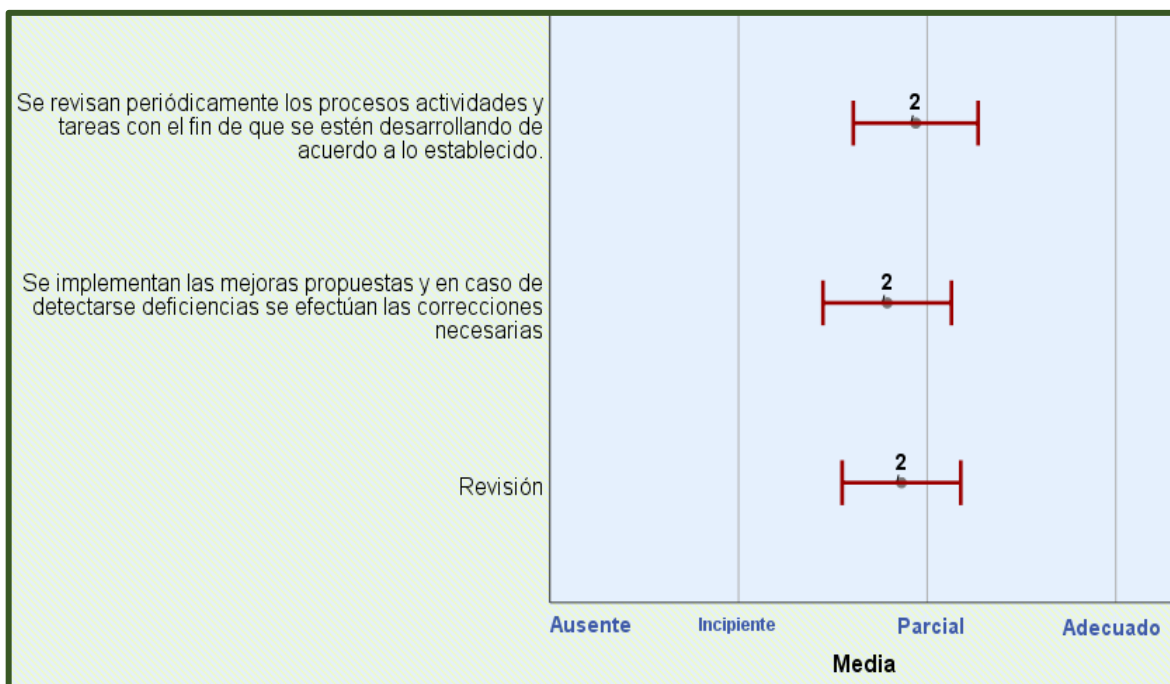 2
Se revisan periódicamente los procesos actividades y
tareas con el fin de que se estén desarrollando de
acuerdo a lo establecido.
2
Se implementan las mejoras propuestas y en caso de
detectarse deficiencias se efectúan las correcciones
necesarias
2
Revisión
Ausente Incipiente Parcial Adecuado
Media